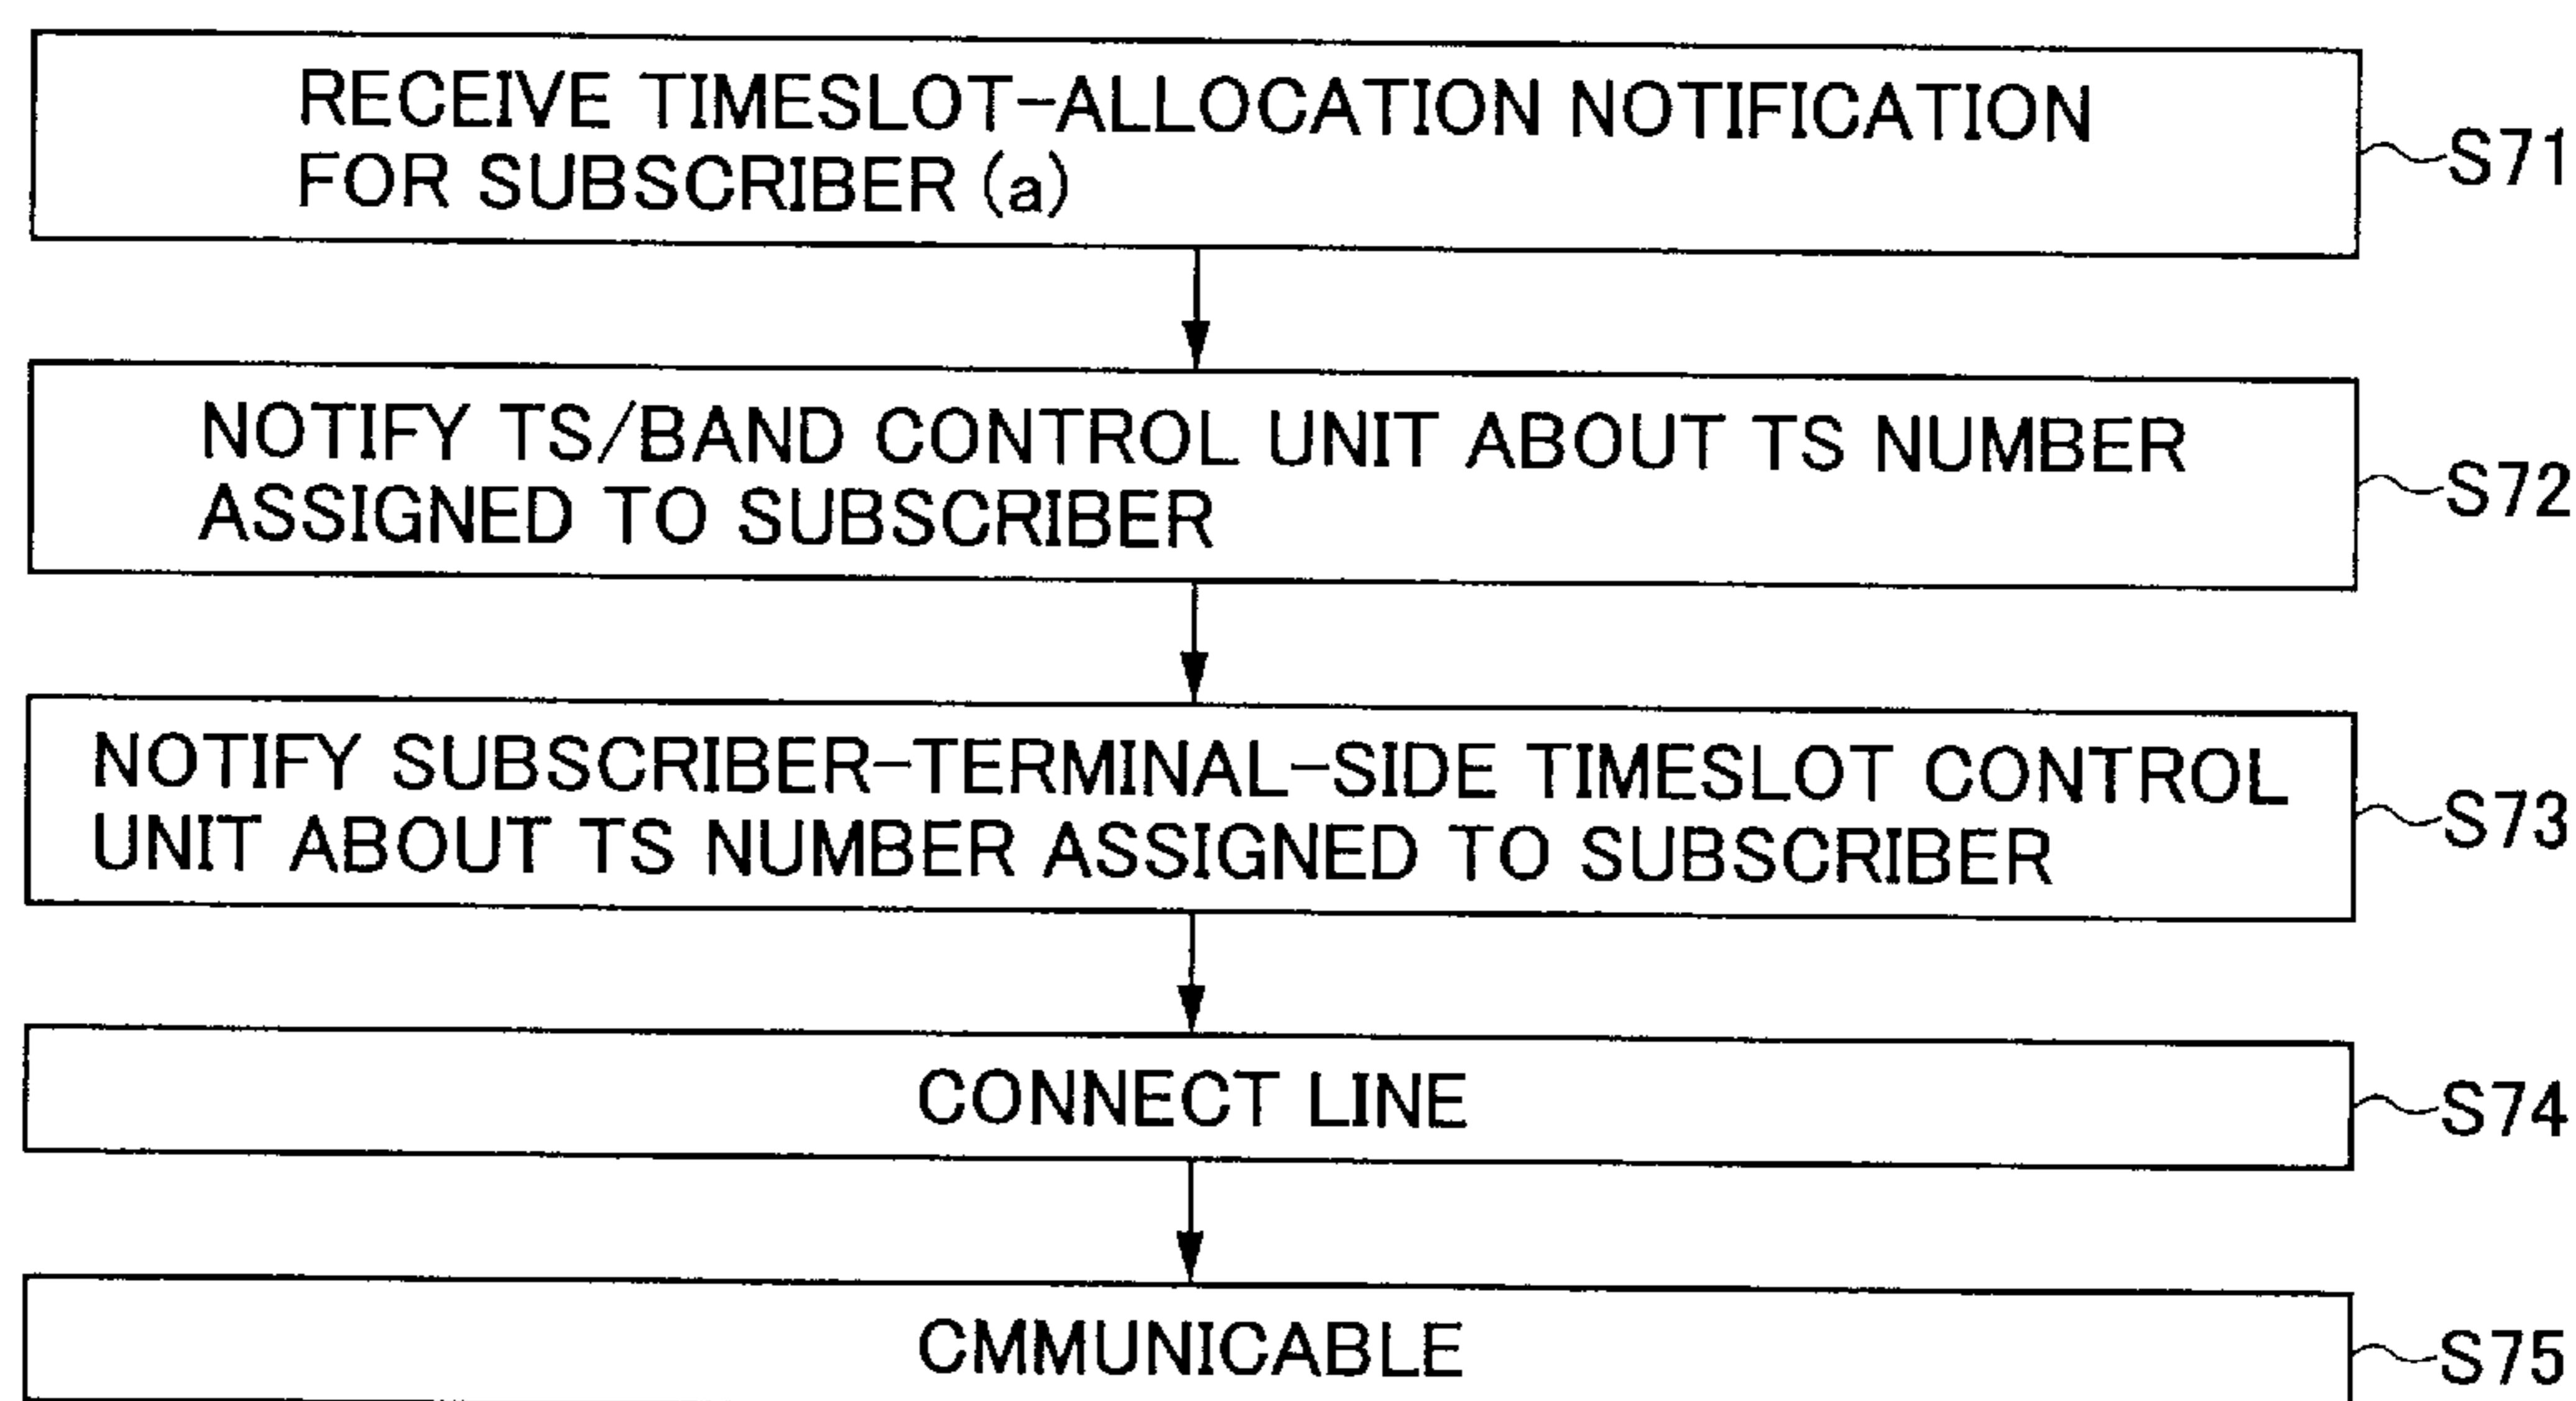 RECEIVE TIMESLOT-ALLOCATION NOTIFICATION
FOR SUBSCRIBER (a)
S71
NOTIFY TS/BAND CONTROL UNIT ABOUT TS NUMBER
ASSIGNED TO SUBSCRIBER
S72
NOTIFY SUBSCRIBER-TERMINAL-SIDE TIMESLOT CONTROL
UNIT ABOUT TS NUMBER ASSIGNED TO SUBSCRIBER
S73
CONNECT LINE
S74
CMMUNICABLE
S75